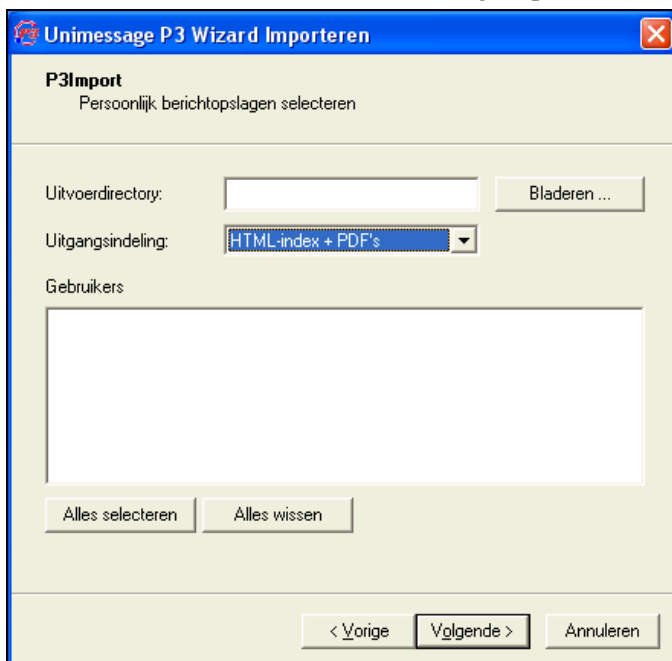 Unimessage P3 Wizard Importeren
P3Import
Persoonlijk berichtopslagen selecteren
Uitvoerdirectory:
Bladeren ...
Uitgangsindeling:
HTML-index + PDF's
Gebruikers
Alles selecteren
Alles wissen
< Vorige
Volgende >
Annuleren